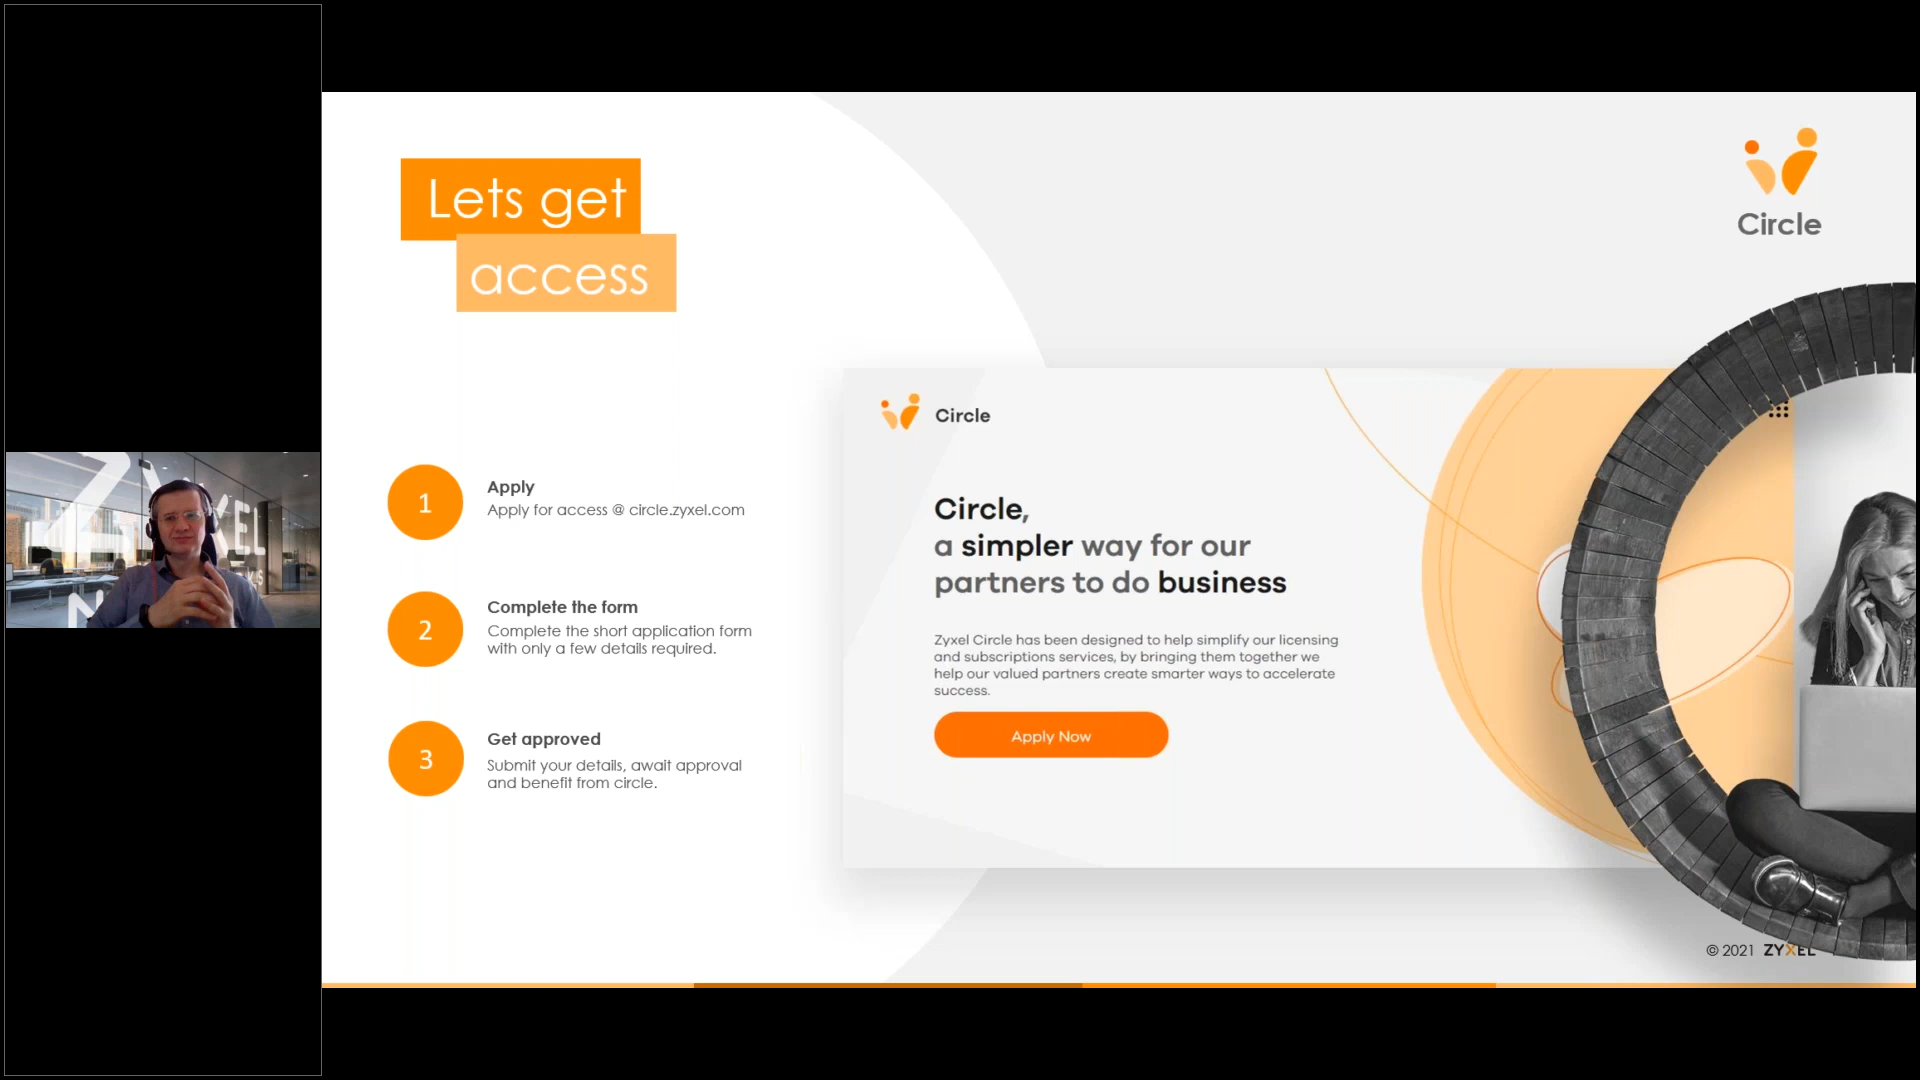 Lets get
access
Circle
1
Apply
Apply for access @ circle.zyxel.com
2
Complete the form
Complete the short application form
with only a few details required.
3
Get approved
Submit your details, await approval
and benefit from circle.
Circle
Circle,
a simpler way for our
partners to do business
Zyxel Circle has been designed to help simplify our licensing
and subscriptions services, by bringing them together we
help our valued partners create smarter ways to accelerate
success.
Apply Now
© 2021 ZYXEL
ZYXEL